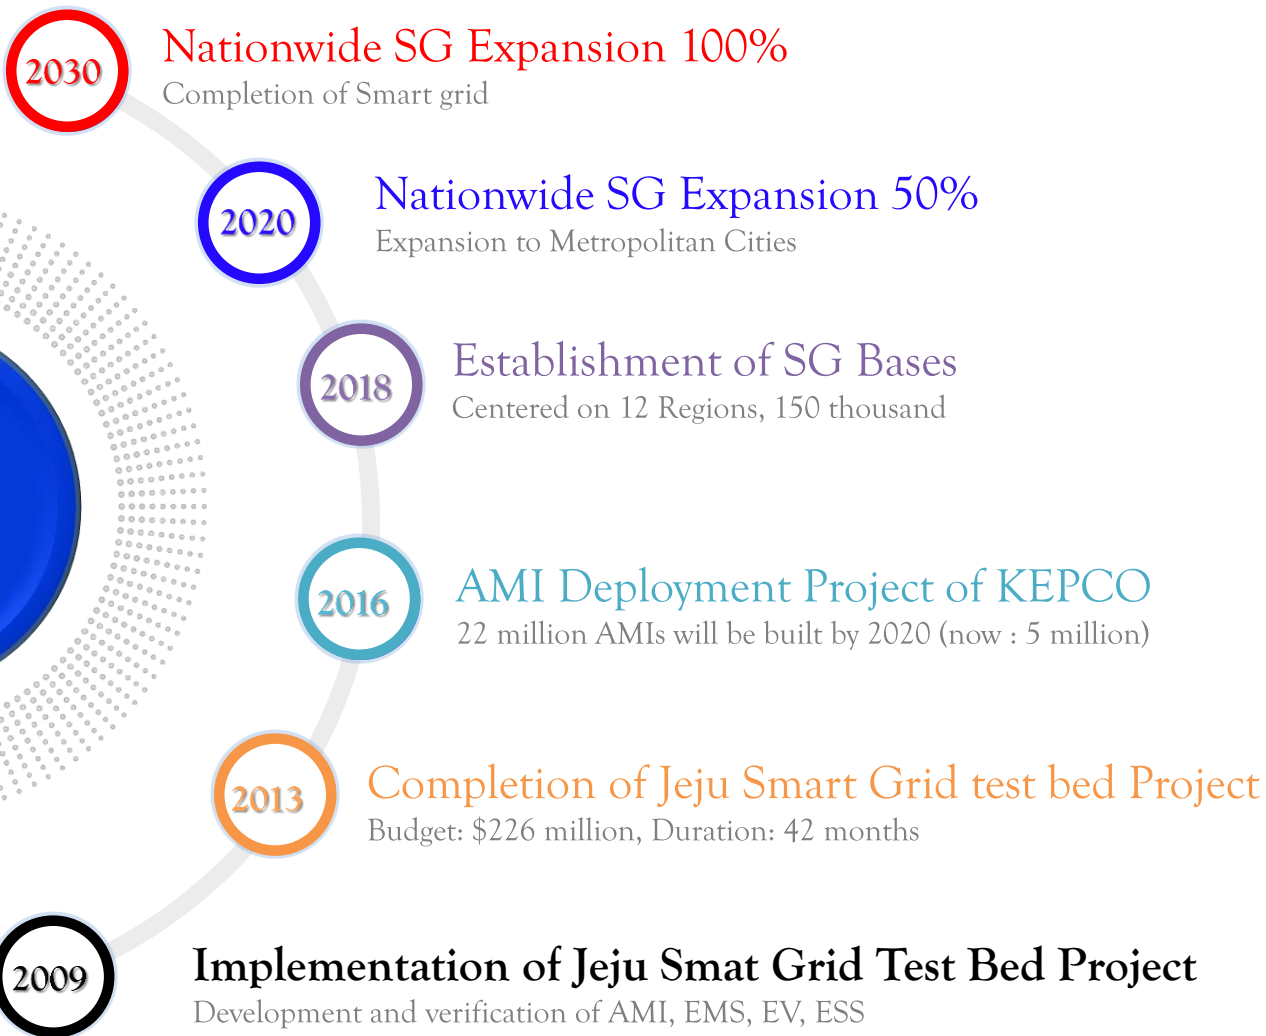 2030
Nationwide SG Expansion 100%
Completion of Smart grid
2020
Nationwide SG Expansion 50%
Expansion to Metropolitan Cities
2018
Establishment of SG Bases
Centered on 12 Regions, 150 thousand
2016
AMI Deployment Project of KEPCO
22 million AMIs will be built by 2020 (now : 5 million)
2013
Completion of Jeju Smart Grid test bed Project
Budget: $226 million, Duration: 42 months
2009
Implementation of Jeju Smat Grid Test Bed Project
Development and verification of AMI, EMS, EV, ESS